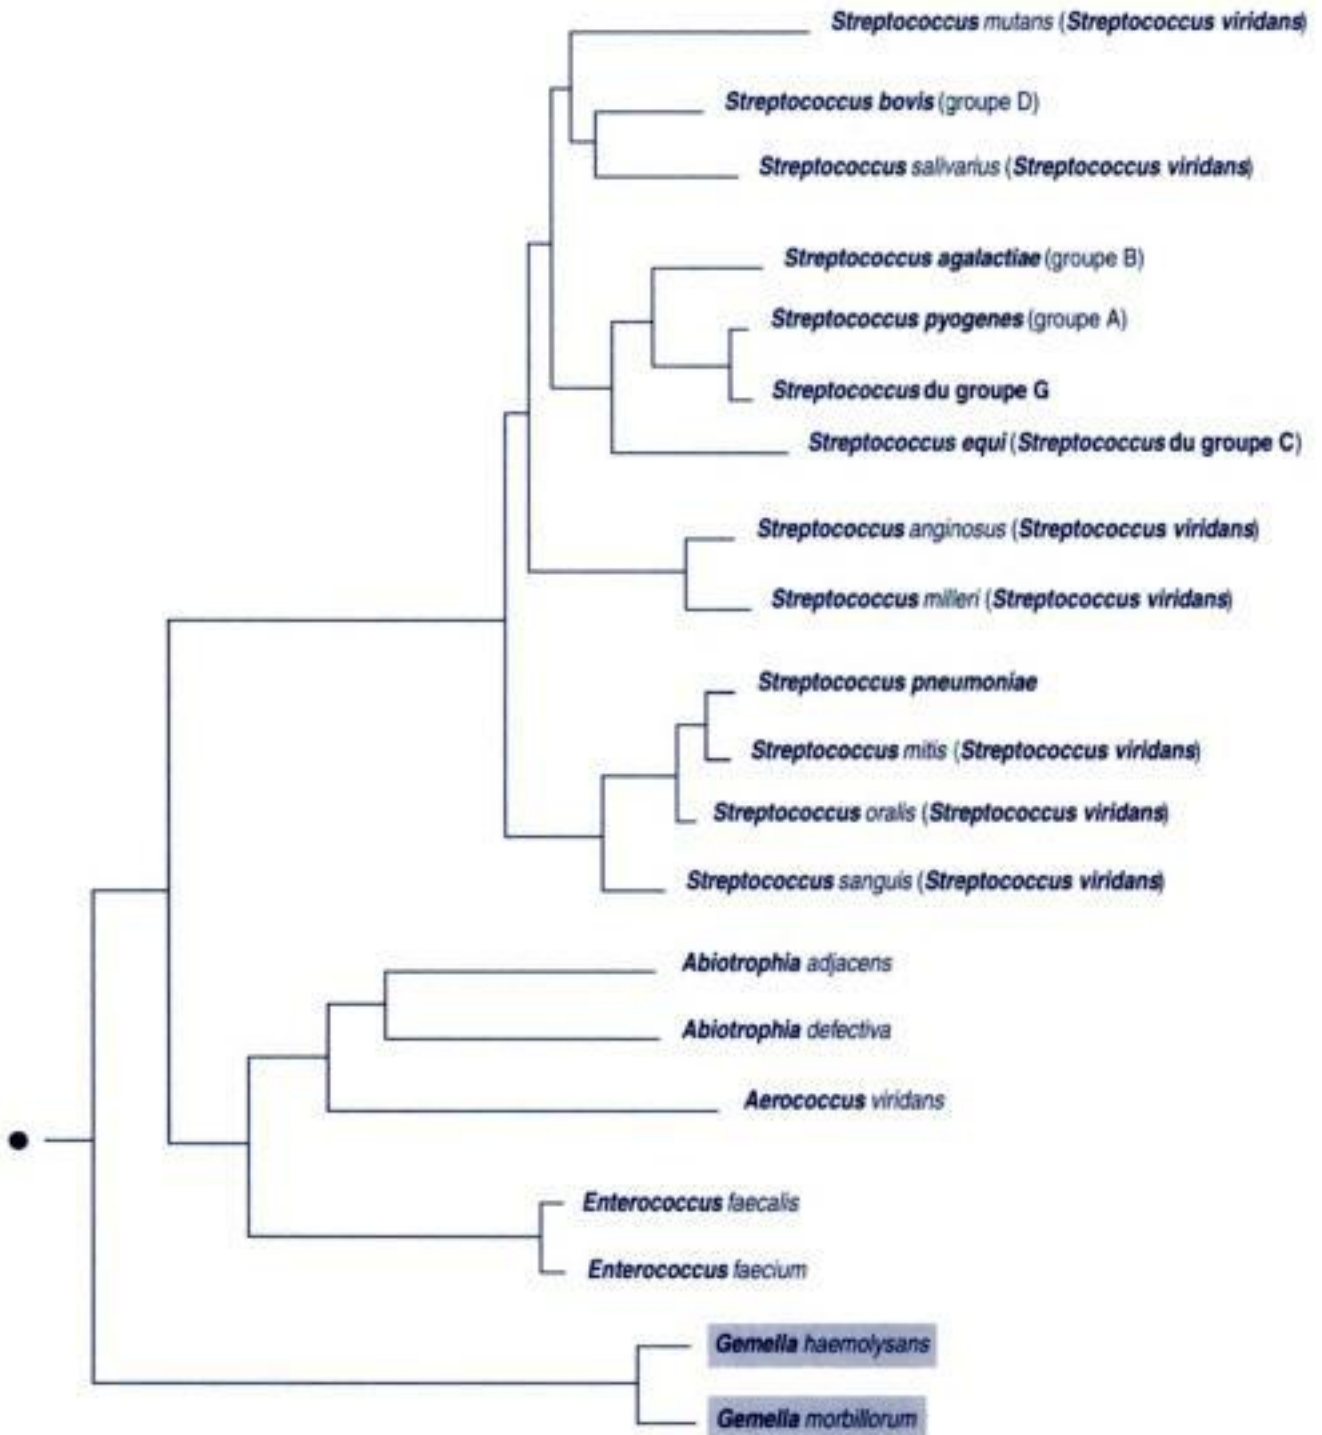 Streptococcus mutans (Streptococcus viridans)
Streptococcus bovis (groupe D)
Streptococcus salivarius (Streptococcus viridans)
Streptococcus agalactiae (groupe B)
Streptococcus pyogenes (groupe A)
Streptococcus du groupe G
Streptococcus equi (Streptococcus du groupe C)
Streptococcus anginosus (Streptococcus viridans)
Streptococcus milleri (Streptococcus viridans)
Streptococcus pneumoniae
Streptococcus mitis (Streptococcus viridans)
Streptococcus oralis (Streptococcus viridans)
Streptococcus sanguis (Streptococcus viridans)
Abiotrophia adjacens
Abiotrophia defectiva
Aerococcus viridans
Enterococcus faecalis
Enterococcus faecium
Gemella haemolysans
Gemella morbillorum